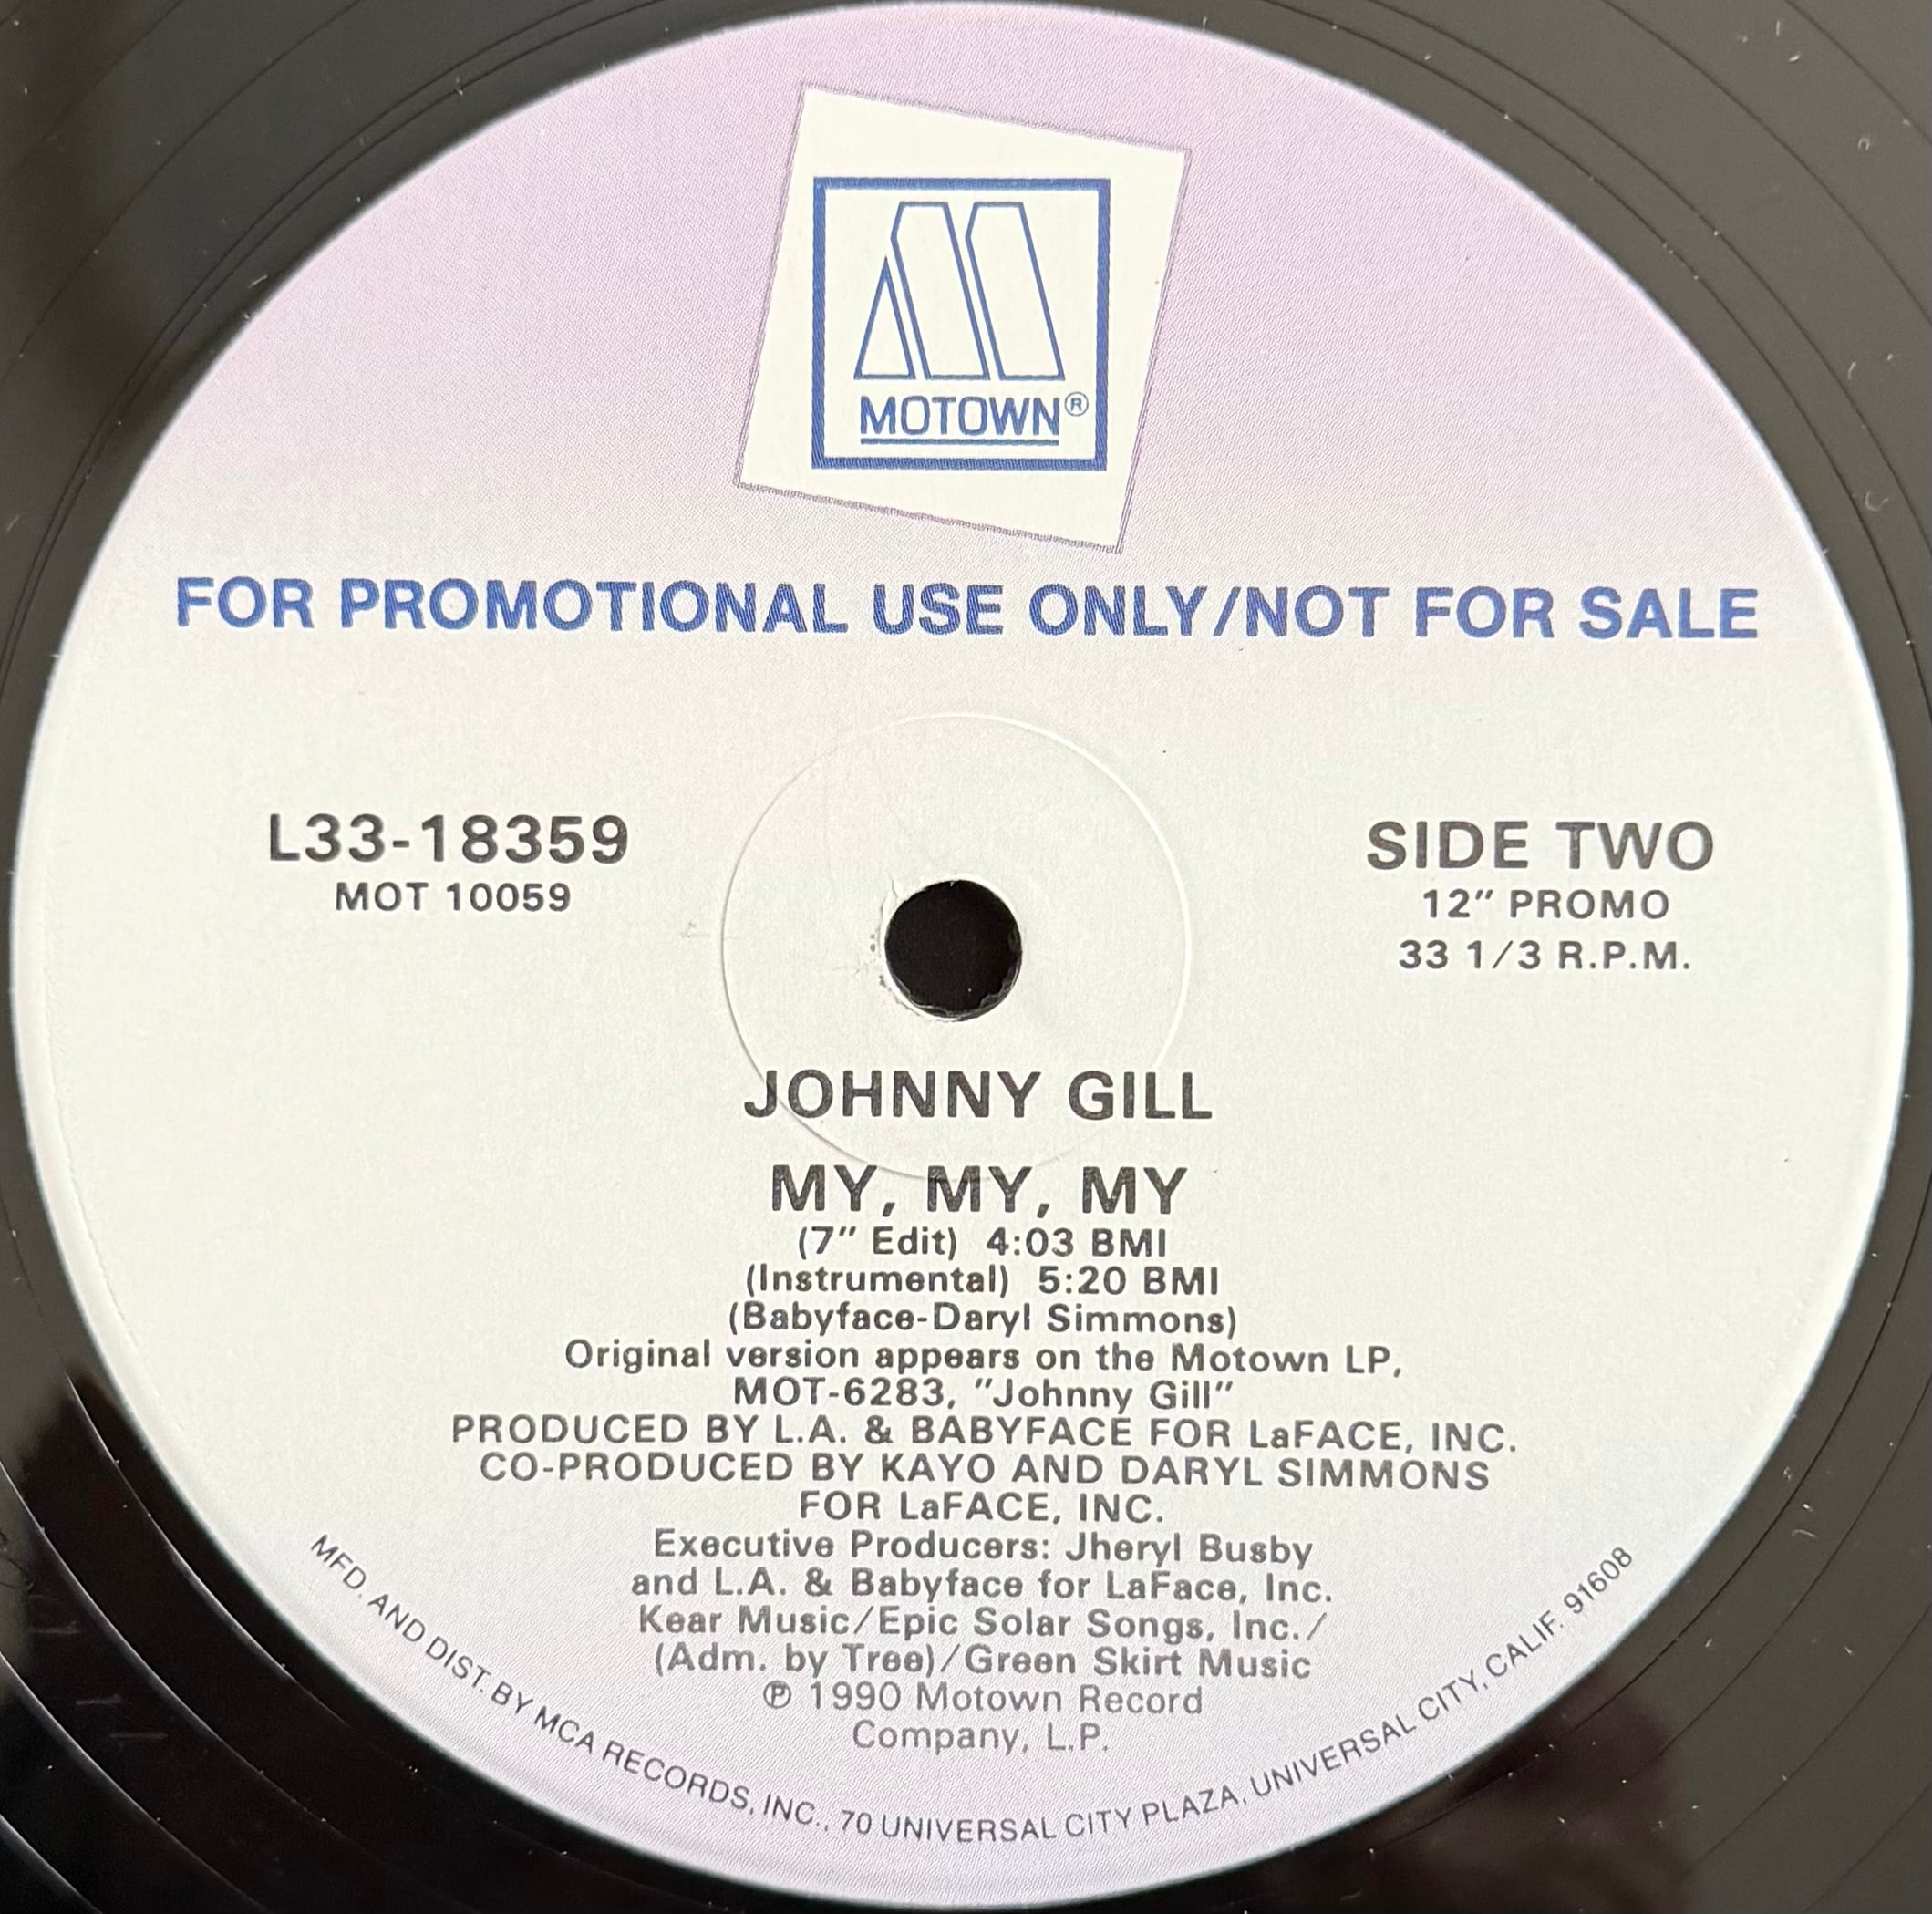 MOTOWN®
FOR PROMOTIONAL USE ONLY/NOT FOR SALE
L33-18359
MOT 10059
SIDE TWO
12" PROMO
33 1/3 R.P.M.
JOHNNY GILL
MY, MY, MY
(7" Edit) 4:03 BMI
(Instrumental) 5:20 BMI
(Babyface-Daryl Simmons)
Original version appears on the Motown LP,
MOT-6283, "Johnny Gill"
PRODUCED BY L.A. & BABYFACE FOR LaFACE, INC.
CO-PRODUCED BY KAYO AND DARYL SIMMONS
FOR LaFACE, INC.
Executive Producers: Jheryl Busby
and L.A. & Babyface for LaFace, Inc.
Kear Music/Epic Solar Songs, Inc./
(Adm. by Tree)/Green Skirt Music
℗ 1990 Motown Record
Company, L.P.
MFD. AND DIST. BY MCA RECORDS, INC., 70 UNIVERSAL CITY PLAZA, UNIVERSAL CITY, CALIF. 91608